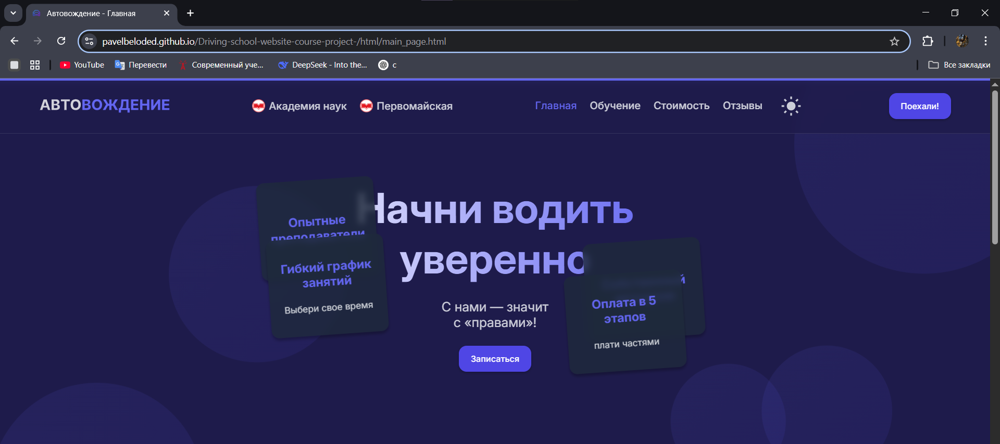 Автовождение - Главная
pavelbeloded.github.io/Driving-school-website-course-project-/html/main_page.html
YouTube
Перевести
Современный уче...
DeepSeek - Into the...
с
Все закладки
АВТОВОЖДЕНИЕ
Академия наук
Первомайская
Главная
Обучение
Стоимость
Отзывы
Поехали!
Начни водить
уверенно
Опытные
преподаватели
Гибкий график
занятий
Выбери свое время
С нами — значит
с «правами»!
Записаться
Оплата в 5
этапов
плати частями